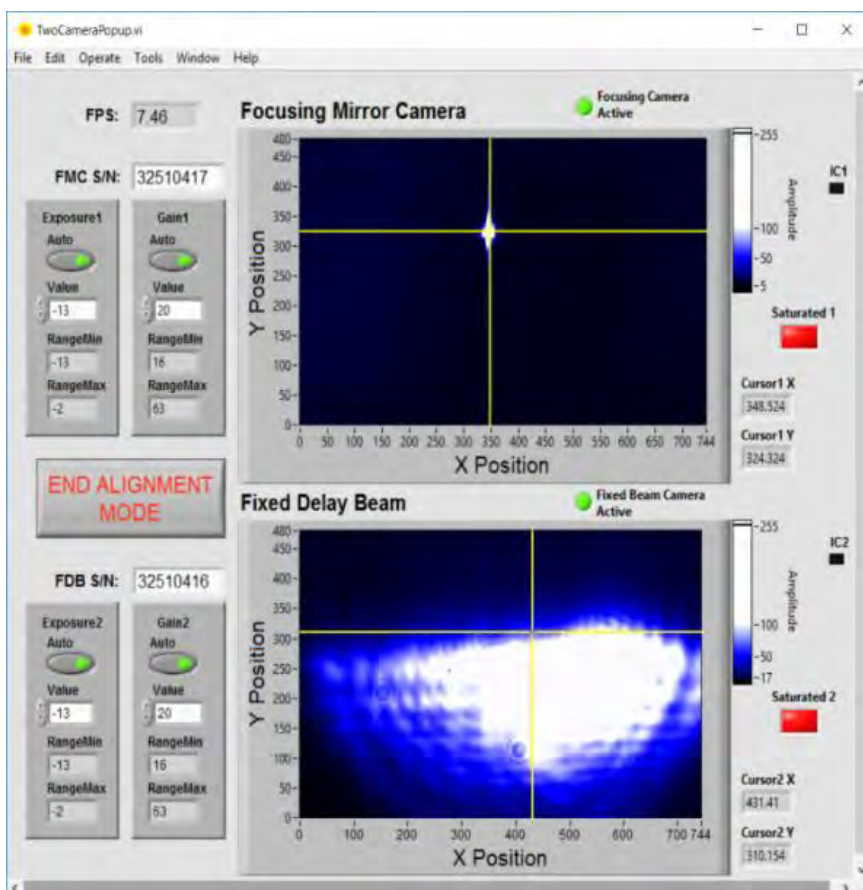 TwoCameraPopup.vi
File Edit Operate Tools Window Help
FPS: 7.46
Focusing Mirror Camera
Focusing Camera
Active
FMC S/N: 32510417
Exposure1
Auto
Value
-13
RangeMin
-13
RangeMax
-2
Gain1
Auto
Value
20
RangeMin
16
RangeMax
63
Y Position
480
450
400
350
300
250
200
150
100
50
0
0 50 100 150 200 250 300 350 400 450 500 550 600 650 700 744
X Position
255
100
50
5
Amplitude
IC1
Saturated 1
Cursor1 X
348.524
Cursor1 Y
324.324
END ALIGNMENT
MODE
Fixed Delay Beam
Fixed Beam Camera
Active
FDB S/N: 32510416
Exposure2
Auto
Value
-13
RangeMin
-13
RangeMax
-2
Gain2
Auto
Value
20
RangeMin
16
RangeMax
63
Y Position
480
450
400
350
300
250
200
150
100
50
0
0 100 200 300 400 500 600 700 744
X Position
255
100
50
17
Amplitude
IC2
Saturated 2
Cursor2 X
431.41
Cursor2 Y
310.154